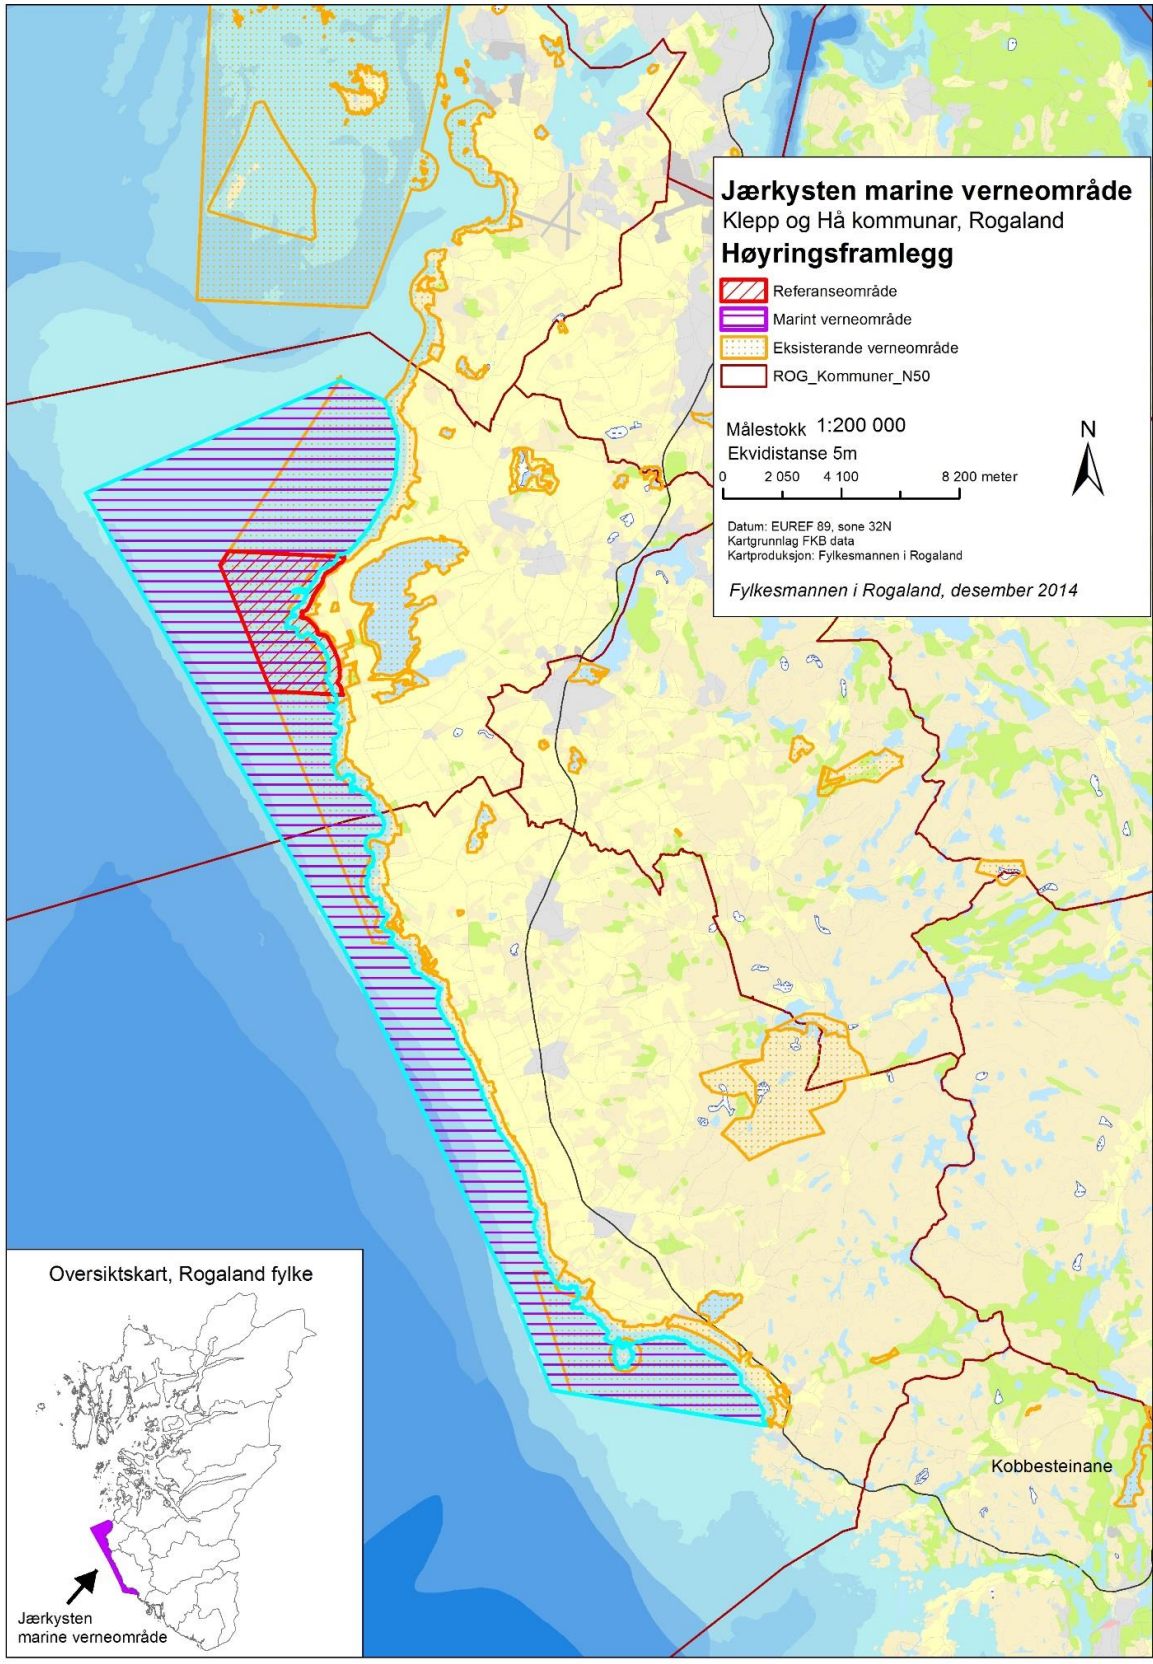 Jærkysten marine verneområde
Klepp og Hå kommunar, Rogaland
Høyringsframlegg
Referanseområde
Marint verneområde
Eksisterande verneområde
ROG_Kommuner_N50
Målestokk 1:200 000
Ekvidistanse 5m
0 2 050 4 100 8 200 meter
N
Datum: EUREF 89, sone 32N
Kartgrunnlag FKB data
Kartproduksjon: Fylkesmannen i Rogaland
Fylkesmannen i Rogaland, desember 2014
Kobbesteinane
Oversiktskart, Rogaland fylke
Jærkysten
marine verneområde